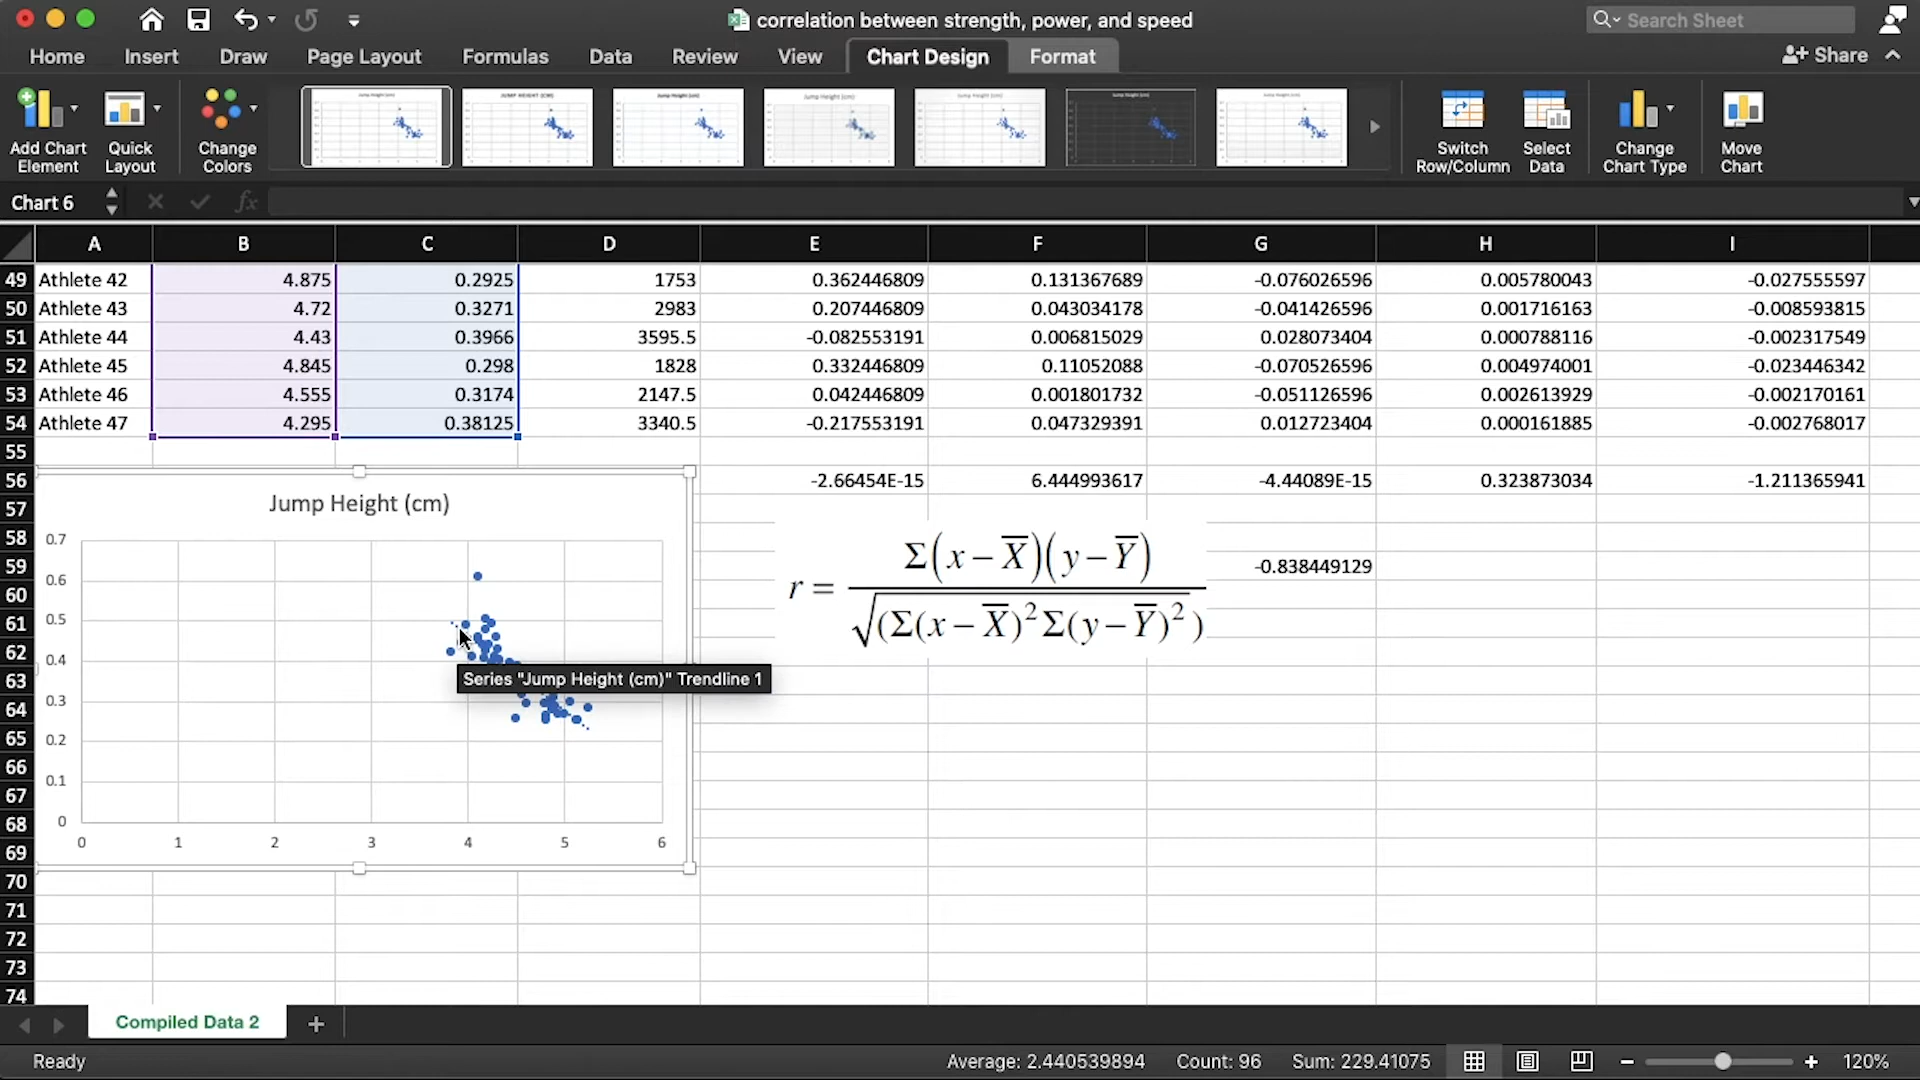 correlation between strength, power, and speed
Search Sheet
Home Insert Draw Page Layout Formulas Data Review View Chart Design Format Share
Add Chart Element
Quick Layout
Change Colors
Switch Row/Column
Select Data
Change Chart Type
Move Chart
Chart 6 fx
A B C D E F G H I
49 Athlete 42 4.875 0.2925 1753 0.362446809 0.131367689 -0.076026596 0.005780043 -0.027555597
50 Athlete 43 4.72 0.3271 2983 0.207446809 0.043034178 -0.041426596 0.001716163 -0.008593815
51 Athlete 44 4.43 0.3966 3595.5 -0.082553191 0.006815029 0.028073404 0.000788116 -0.002317549
52 Athlete 45 4.845 0.298 1828 0.332446809 0.11052088 -0.070526596 0.004974001 -0.023446342
53 Athlete 46 4.555 0.3174 2147.5 0.042446809 0.001801732 -0.051126596 0.002613929 -0.002170161
54 Athlete 47 4.295 0.38125 3340.5 -0.217553191 0.047329391 0.012723404 0.000161885 -0.002768017
55
56 -2.66454E-15 6.444993617 -4.44089E-15 0.323873034 -1.211365941
57
58
59 -0.838449129
60
61
62
63
64
65
66
67
68
69
70
71
72
73
74
Jump Height (cm)
0.7
0.6
0.5
0.4
0.3
0.2
0.1
0
0 1 2 3 4 5 6
Series "Jump Height (cm)" Trendline 1
r = Σ(x − X̅)(y − Y̅)
√(Σ(x − X̅)² Σ(y − Y̅)²)
Compiled Data 2
Ready Average: 2.440539894 Count: 96 Sum: 229.41075 120%